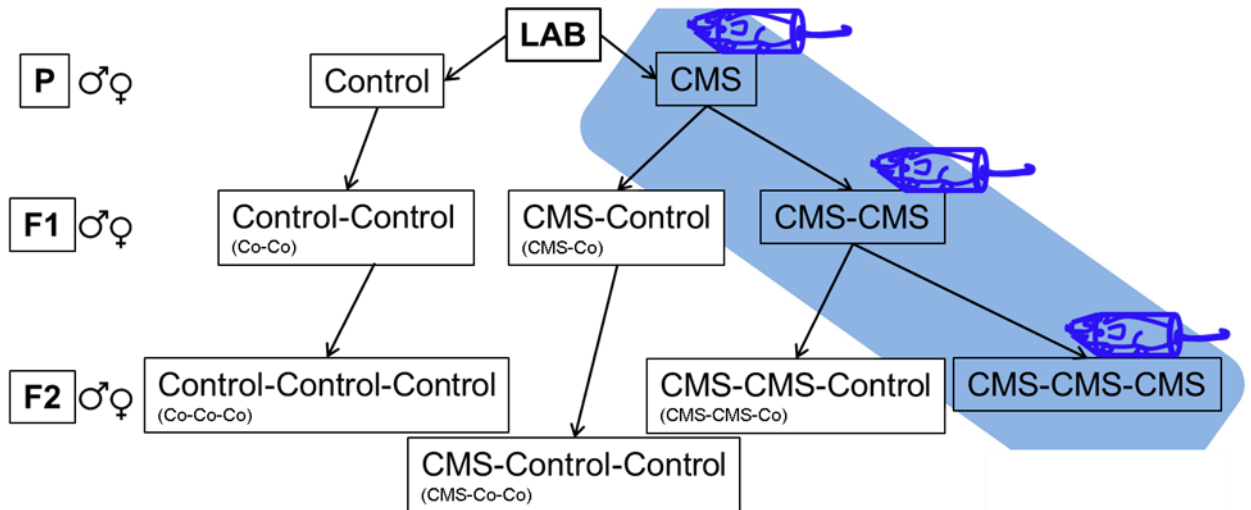 LAB
P ♂♀
Control
CMS
F1 ♂♀
Control-Control
(Co-Co)
CMS-Control
(CMS-Co)
CMS-CMS
F2 ♂♀
Control-Control-Control
(Co-Co-Co)
CMS-CMS-Control
(CMS-CMS-Co)
CMS-CMS-CMS
CMS-Control-Control
(CMS-Co-Co)